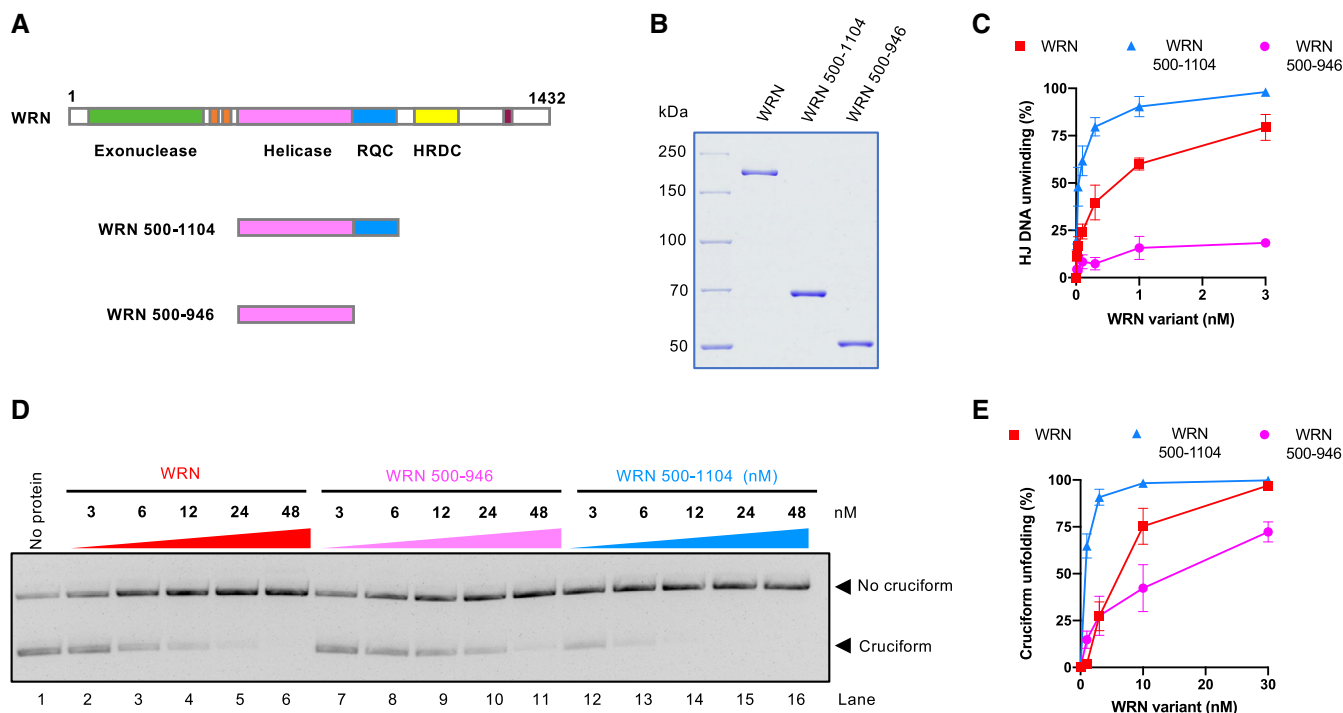 A
1
1432
WRN
Exonuclease Helicase RQC HRDC
WRN 500-1104
WRN 500-946
B
kDa
WRN
WRN 500-1104
WRN 500-946
250
150
100
70
50
C
WRN WRN 500-1104 WRN 500-946
HJ DNA unwinding (%)
100
75
50
25
0
0 1 2 3
WRN variant (nM)
D
No protein
WRN WRN 500-946 WRN 500-1104 (nM)
3 6 12 24 48 3 6 12 24 48 3 6 12 24 48 nM
No cruciform
Cruciform
1 2 3 4 5 6 7 8 9 10 11 12 13 14 15 16 Lane
E
WRN WRN 500-1104 WRN 500-946
Cruciform unfolding (%)
100
75
50
25
0
0 10 20 30
WRN variant (nM)